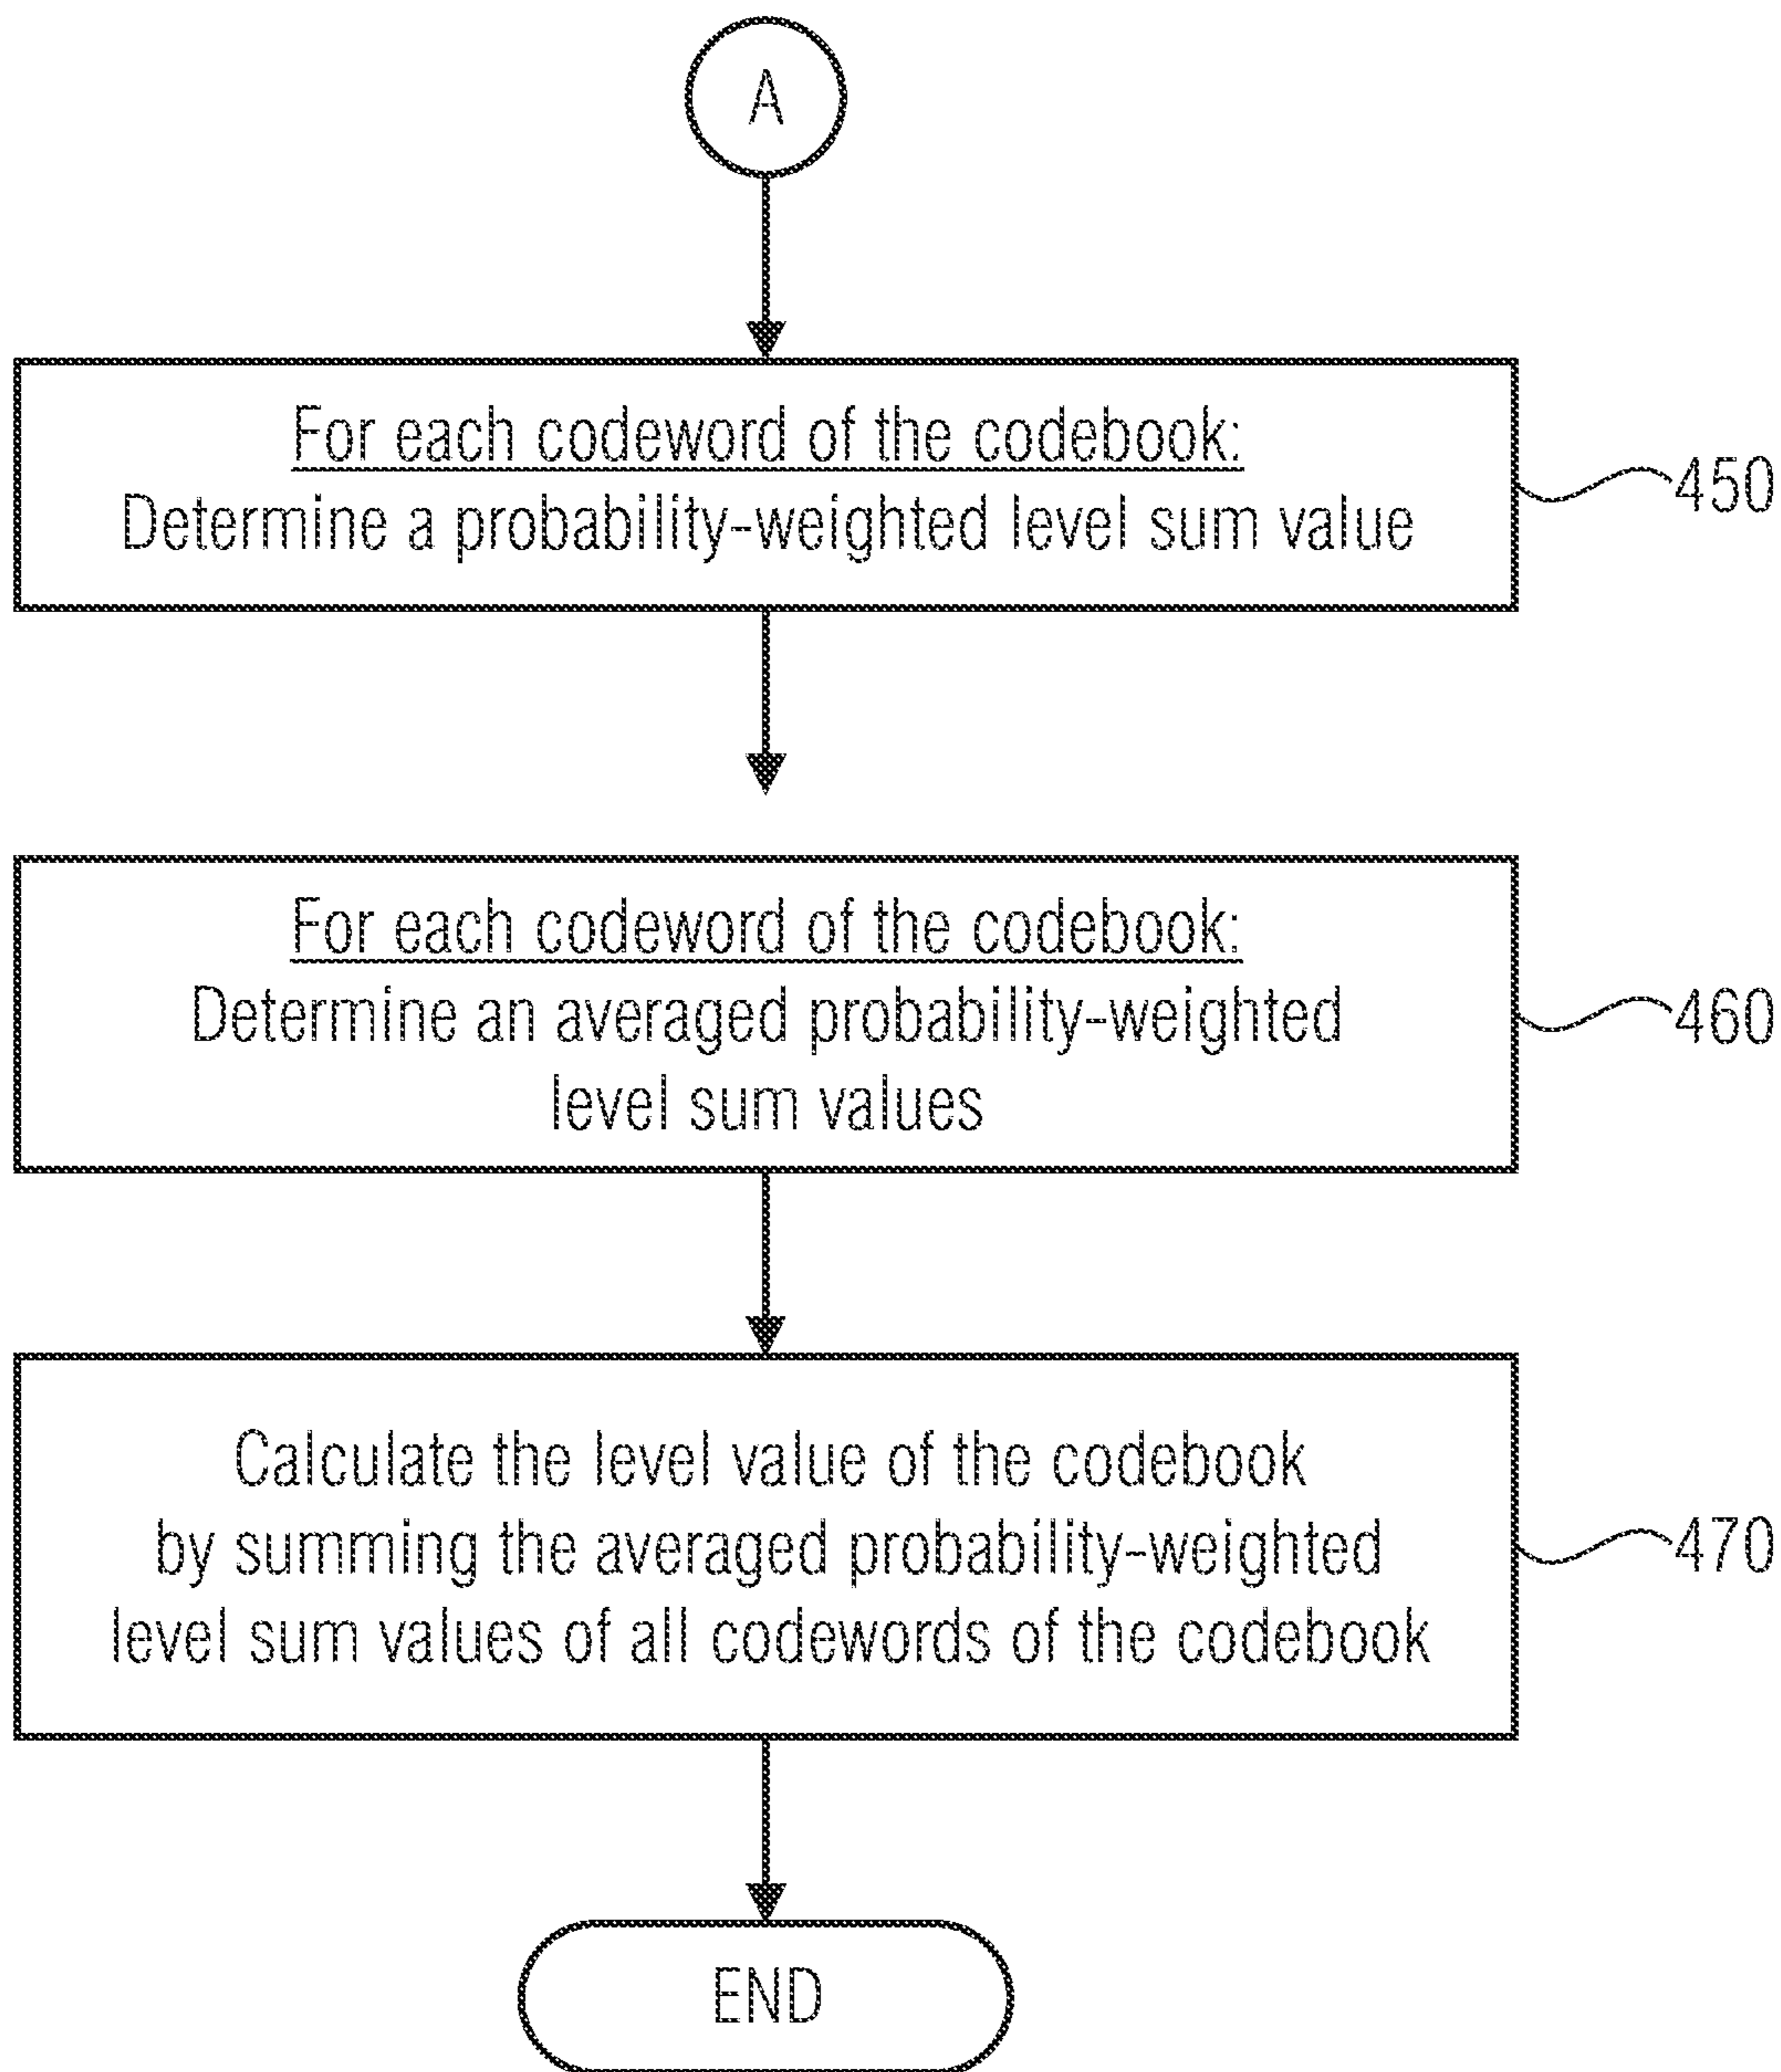 A
For each codeword of the codebook:
Determine a probability-weighted level sum value
450
For each codeword of the codebook:
Determine an averaged probability-weighted
level sum values
460
Calculate the level value of the codebook
by summing the averaged probability-weighted
level sum values of all codewords of the codebook
470
END